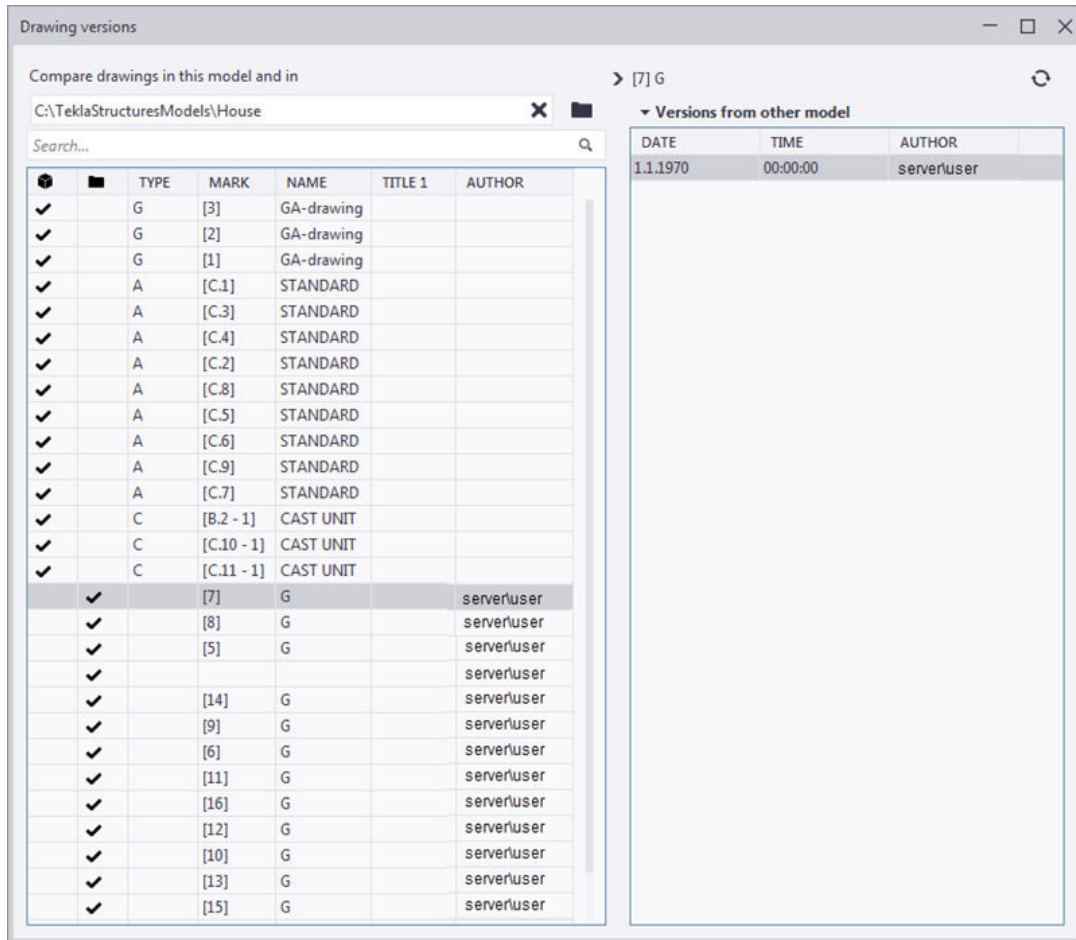 Drawing versions
Compare drawings in this model and in
C:\TeklaStructuresModels\House
Search...
TYPE MARK NAME TITLE 1 AUTHOR
G [3] GA-drawing
G [2] GA-drawing
G [1] GA-drawing
A [C.1] STANDARD
A [C.3] STANDARD
A [C.4] STANDARD
A [C.2] STANDARD
A [C.8] STANDARD
A [C.5] STANDARD
A [C.6] STANDARD
A [C.9] STANDARD
A [C.7] STANDARD
C [B.2 - 1] CAST UNIT
C [C.10 - 1] CAST UNIT
C [C.11 - 1] CAST UNIT
[7] G server\user
[8] G server\user
[5] G server\user
server\user
[14] G server\user
[9] G server\user
[6] G server\user
[11] G server\user
[16] G server\user
[12] G server\user
[10] G server\user
[13] G server\user
[15] G server\user
[7] G
Versions from other model
DATE TIME AUTHOR
1.1.1970 00:00:00 server\user